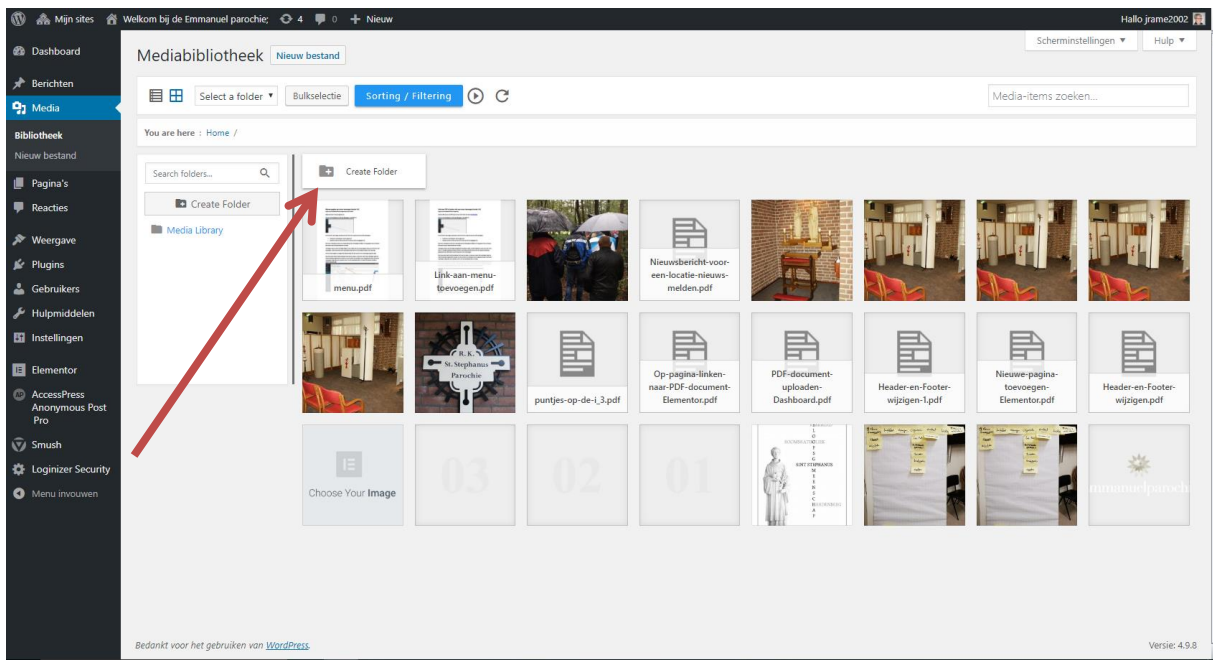 Mijn sites
Welkom bij de Emmanuel parochie;
4
0
Nieuw
Hallo jrame2002
Dashboard
Berichten
Media
Bibliotheek
Nieuw bestand
Pagina's
Reacties
Weergave
Plugins
Gebruikers
Hulpmiddelen
Instellingen
Elementor
AccessPress
Anonymous Post
Pro
Smush
Loginizer Security
Menu invouwen
Scherminstellingen
Hulp
Mediabibliotheek
Nieuw bestand
Select a folder
Bulkselectie
Sorting / Filtering
Media-items zoeken...
You are here : Home /
Search folders...
Create Folder
Media Library
Create Folder
menu.pdf
Link-aan-menu-
toevoegen.pdf
Nieuwsbericht-voor-
een-locatie-nieuws-
melden.pdf
R. K.
St. Stephanus
Parochie
puntjes-op-de-i_3.pdf
Op-pagina-linken-
naar-PDF-document-
Elementor.pdf
PDF-document-
uploaden-
Dashboard.pdf
Header-en-Footer-
wijzigen-1.pdf
Nieuwe-pagina-
toevoegen-
Elementor.pdf
Header-en-Footer-
wijzigen.pdf
Choose Your Image
03
02
01
SINT STEPHANUS
mmanuelparoch
Bedankt voor het gebruiken van WordPress.
Versie: 4.9.8